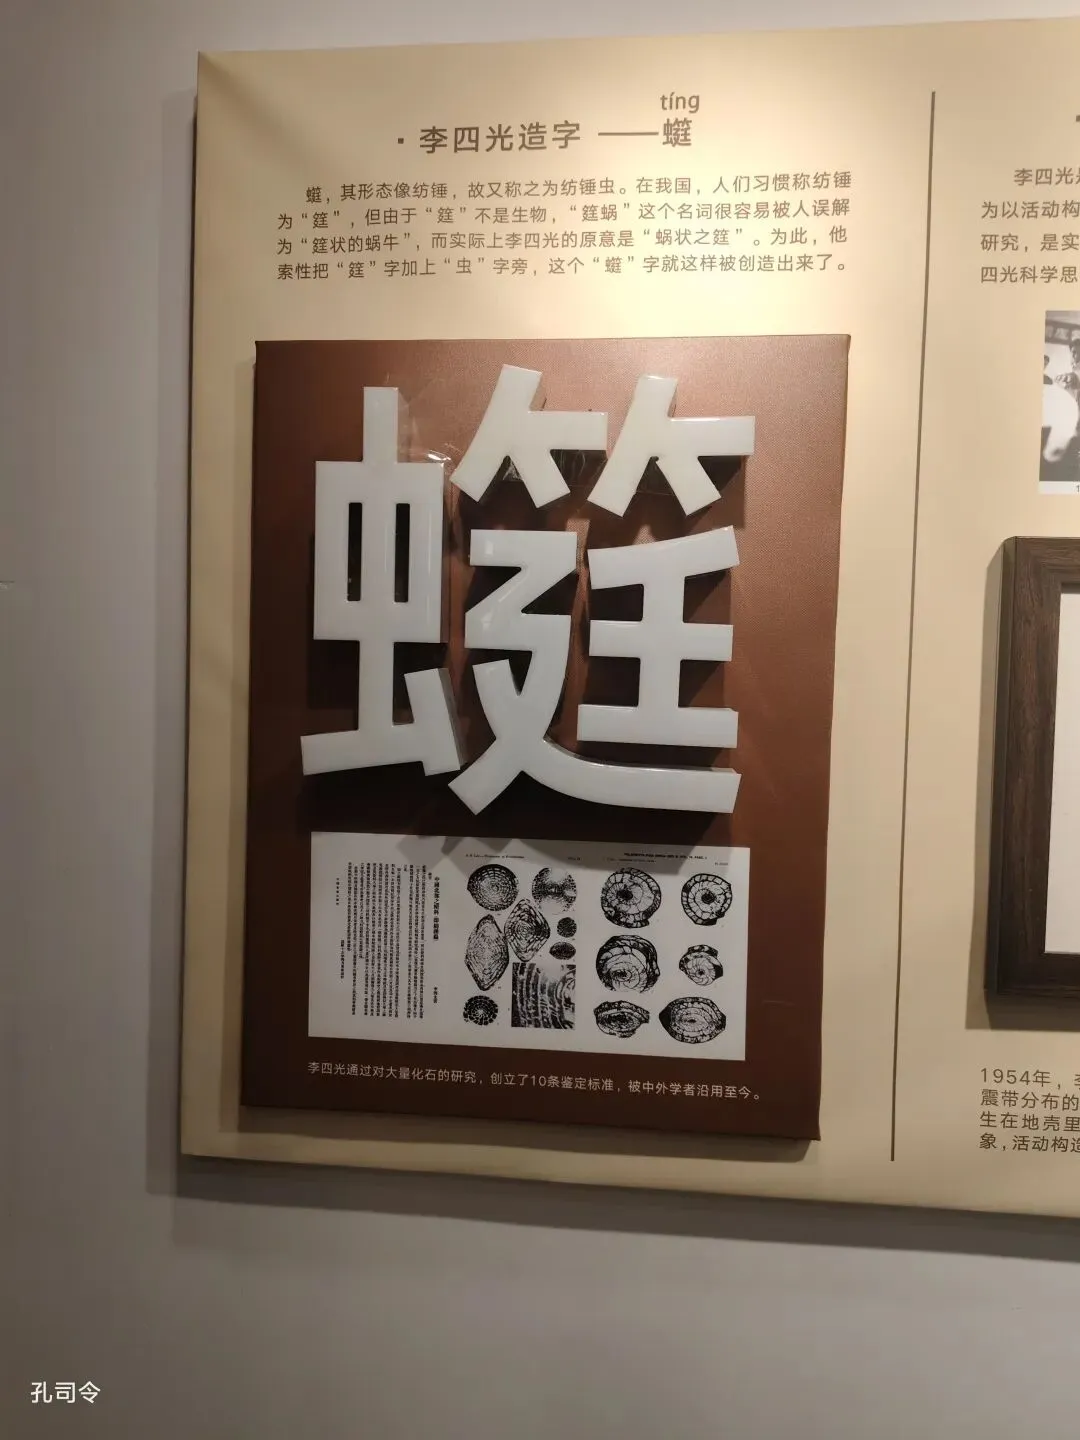 tíng
·李四光造字——䗴
䗴，其形态像纺锤，故又称之为纺锤虫。在我国，人们习惯称纺锤
为“筳”，但由于“筳”不是生物，“筳蜗”这个名词很容易被人误解
为“筳状的蜗牛”，而实际上李四光的原意是“蜗状之筳”。为此，他
索性把“筳”字加上“虫”字旁，这个“䗴”字就这样被创造出来了。
䗴
李四光通过对大量化石的研究，创立了10条鉴定标准，被中外学者沿用至今。
李四光
为以活动构
研究，是实
四光科学思
1954年，
震带分布的
生在地壳里
象，活动构造
孔司令